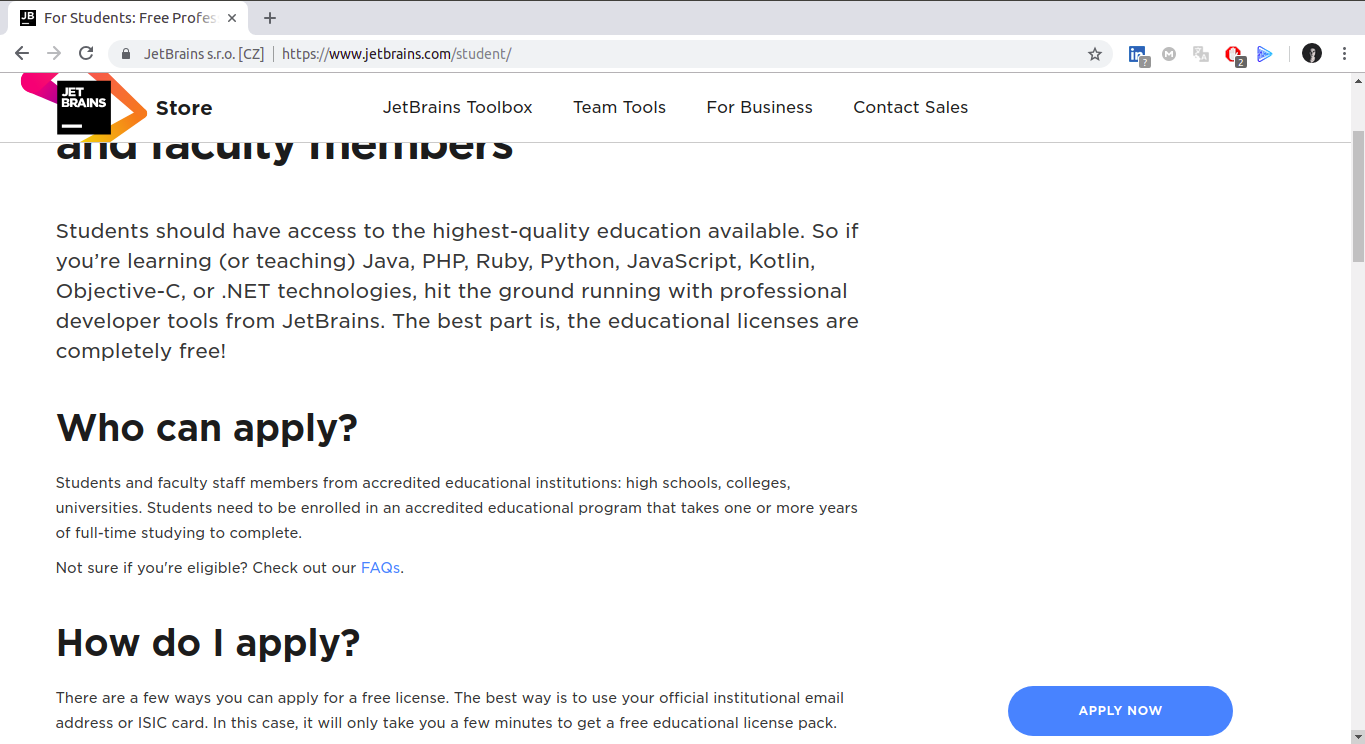 JB For Students: Free Profes
JetBrains s.r.o. [CZ] https://www.jetbrains.com/student/
in ? M 2
JET
BRAINS
Store JetBrains Toolbox Team Tools For Business Contact Sales
and faculty members
Students should have access to the highest-quality education available. So if
you’re learning (or teaching) Java, PHP, Ruby, Python, JavaScript, Kotlin,
Objective-C, or .NET technologies, hit the ground running with professional
developer tools from JetBrains. The best part is, the educational licenses are
completely free!
Who can apply?
Students and faculty staff members from accredited educational institutions: high schools, colleges,
universities. Students need to be enrolled in an accredited educational program that takes one or more years
of full-time studying to complete.
Not sure if you're eligible? Check out our FAQs.
How do I apply?
There are a few ways you can apply for a free license. The best way is to use your official institutional email
address or ISIC card. In this case, it will only take you a few minutes to get a free educational license pack.
APPLY NOW